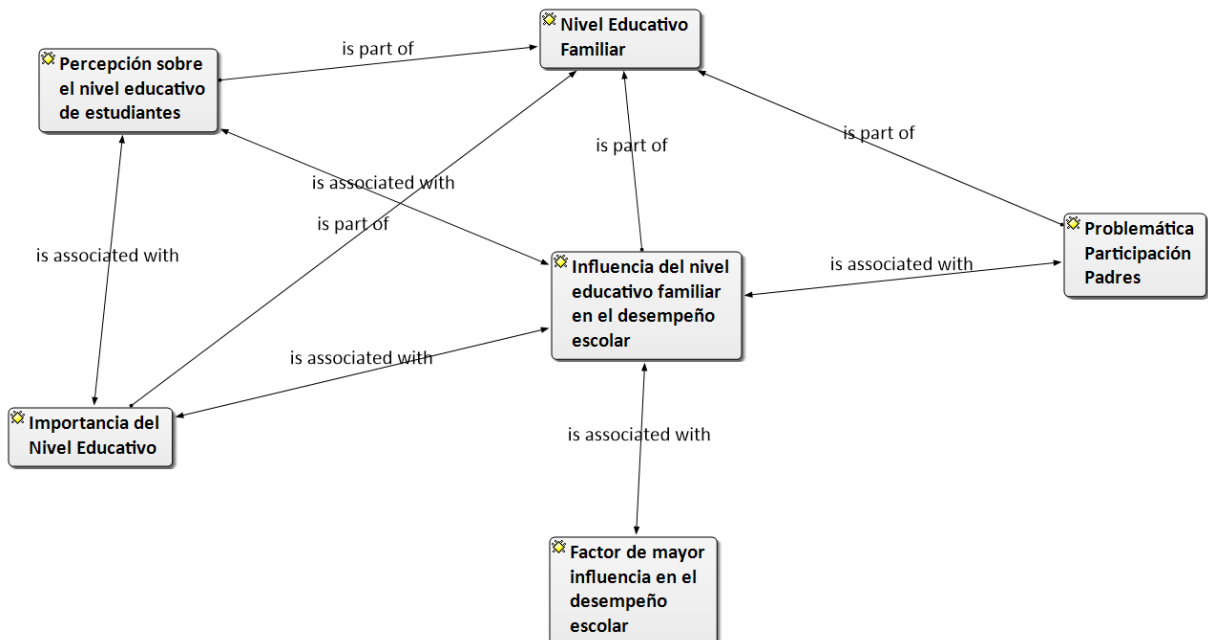 Nivel Educativo
Familiar
is part of
Percepción sobre
el nivel educativo
de estudiantes
is part of
is part of
is associated with
is part of
Problemática
Participación
Padres
is associated with
is associated with
Influencia del nivel
educativo familiar
en el desempeño
escolar
is associated with
Importancia del
Nivel Educativo
is associated with
Factor de mayor
influencia en el
desempeño
escolar